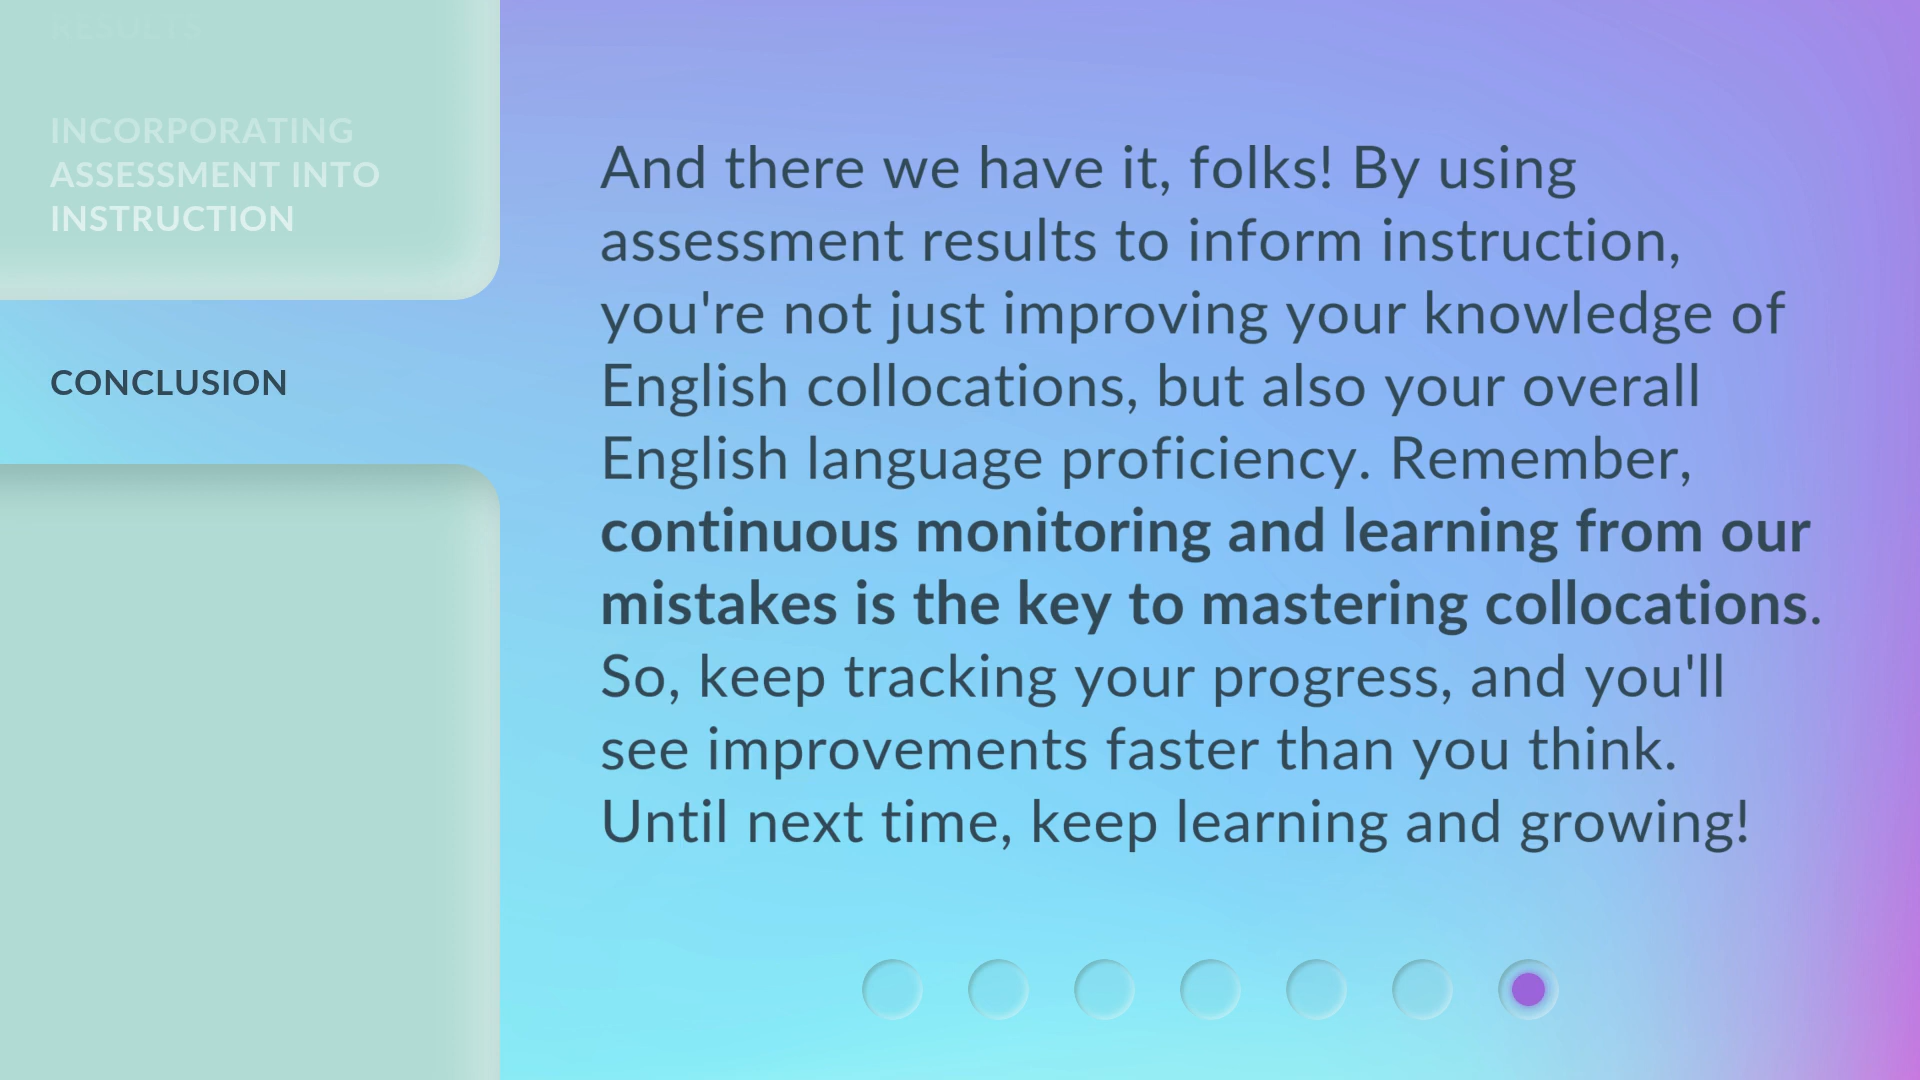 RESULTS
INCORPORATING
ASSESSMENT INTO
INSTRUCTION
CONCLUSION
And there we have it, folks! By using
assessment results to inform instruction,
you're not just improving your knowledge of
English collocations, but also your overall
English language proficiency. Remember,
continuous monitoring and learning from our
mistakes is the key to mastering collocations.
So, keep tracking your progress, and you'll
see improvements faster than you think.
Until next time, keep learning and growing!